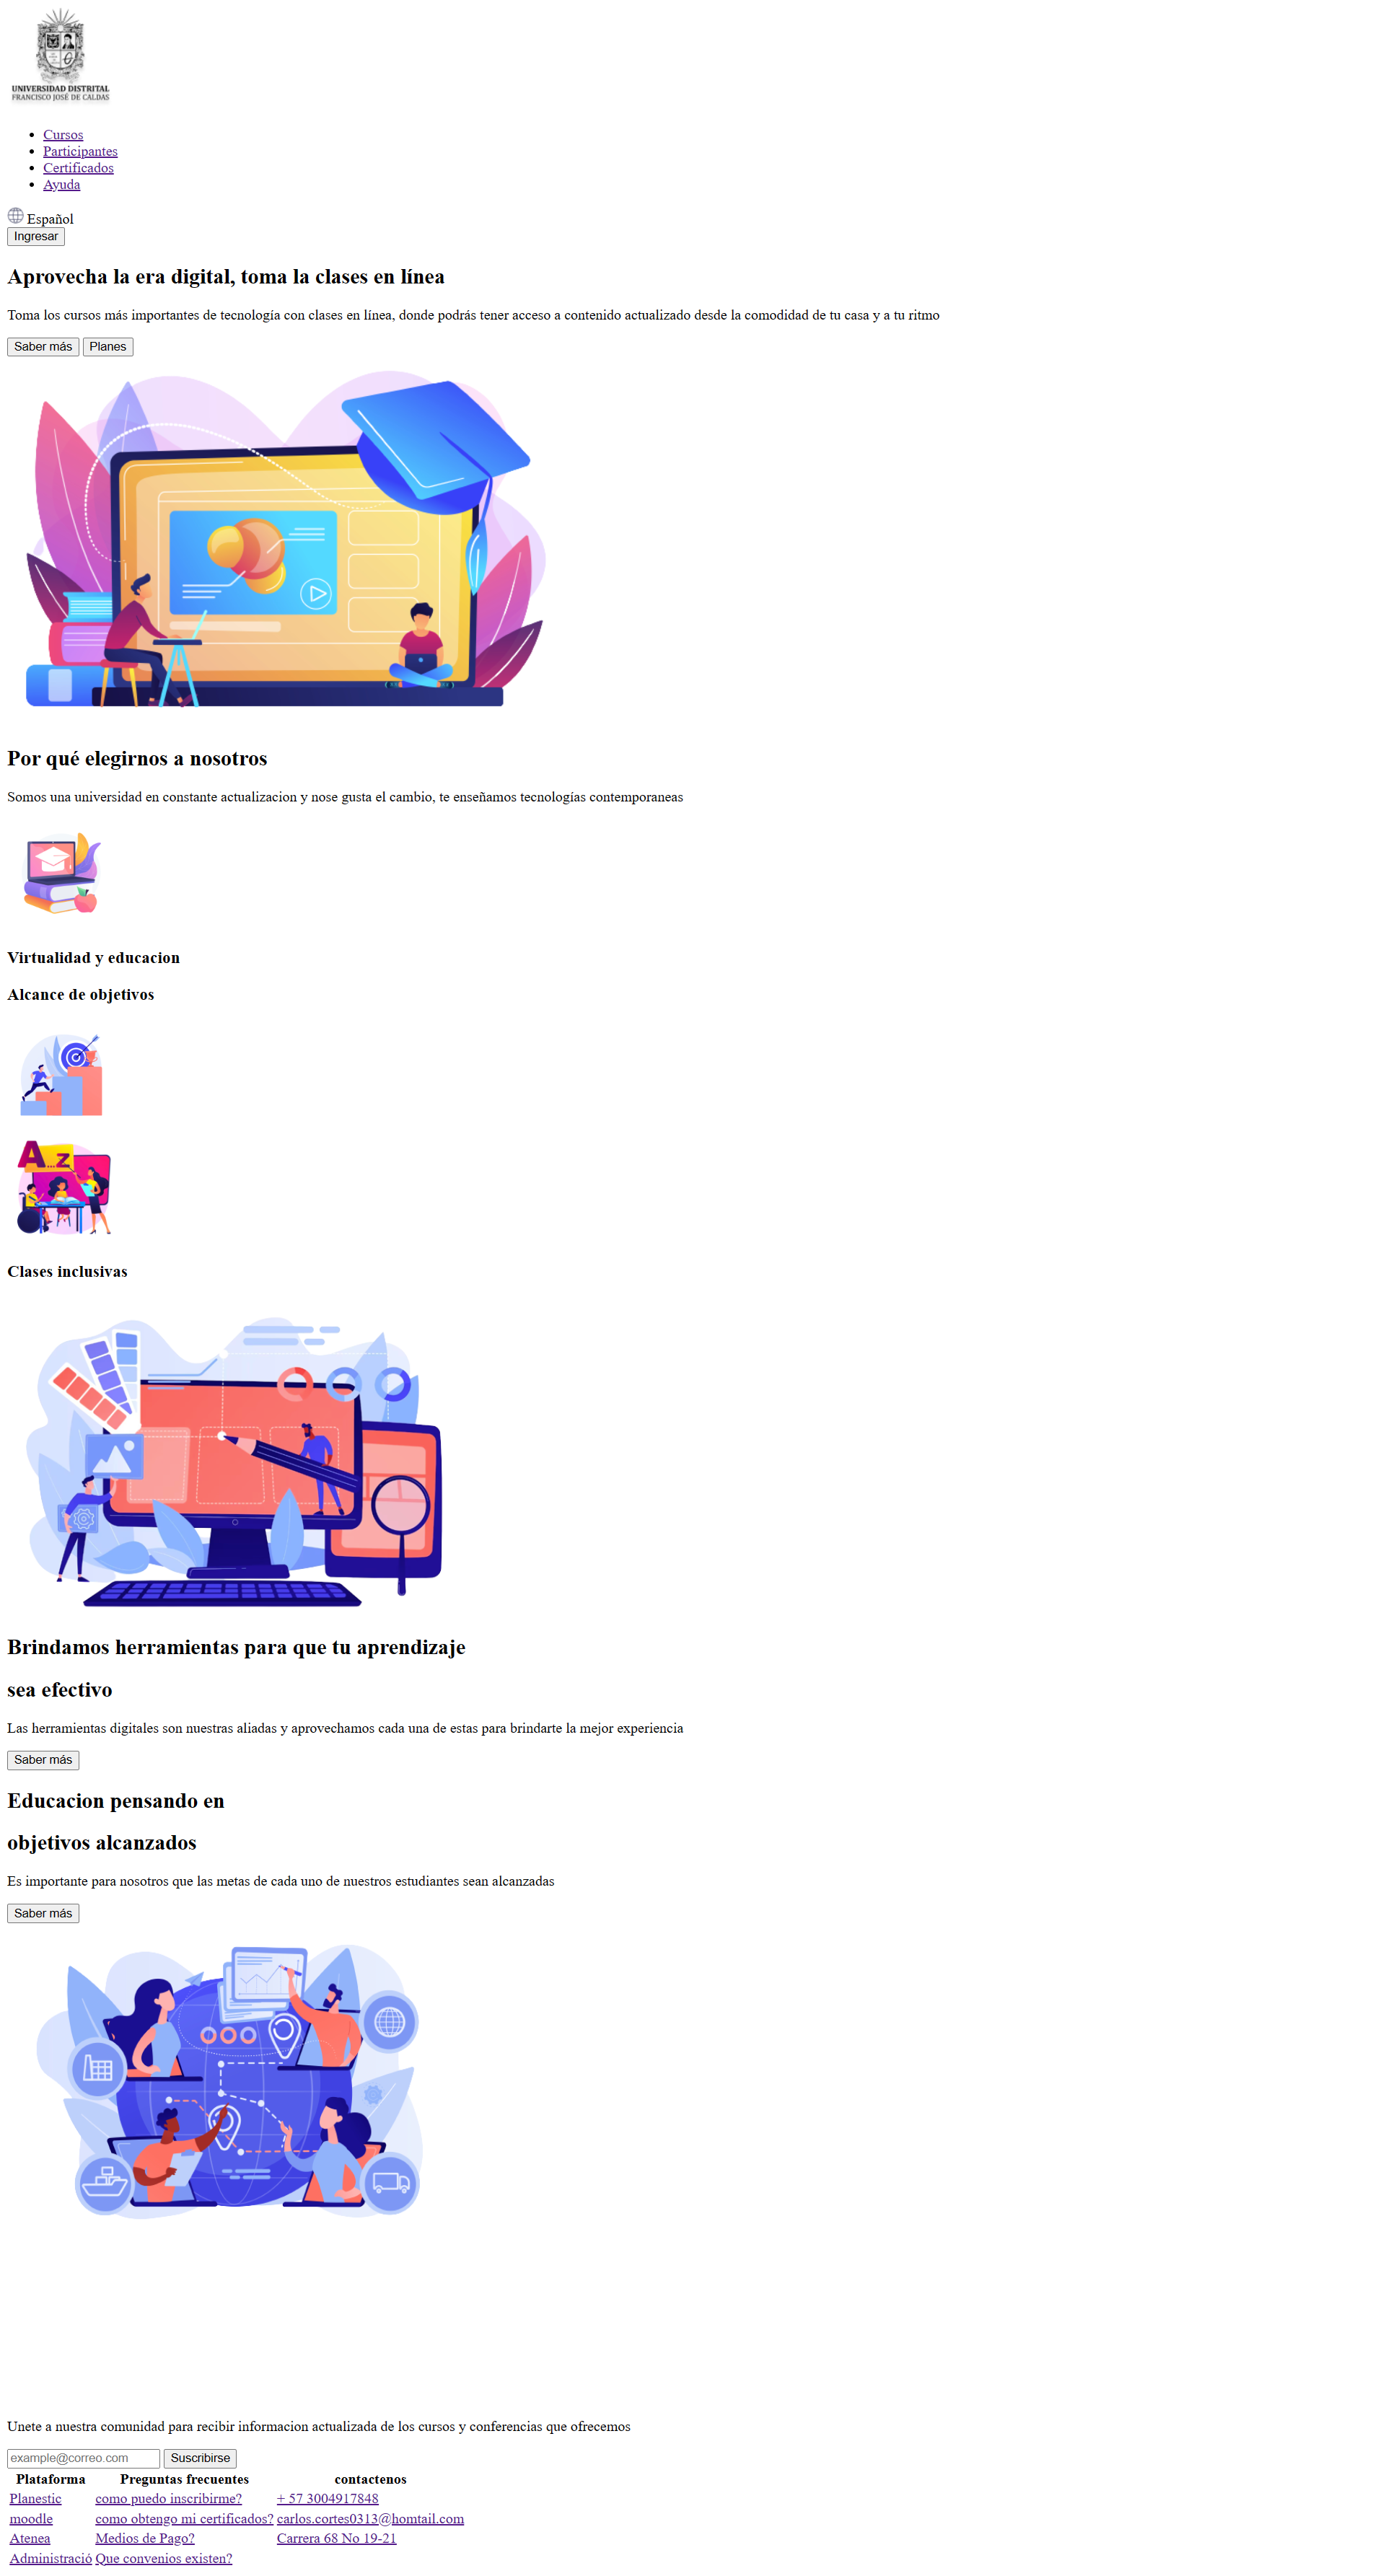 UNIVERSIDAD DISTRITAL
FRANCISCO JOSÉ DE CALDAS
Cursos
Participantes
Certificados
Ayuda
Español
Ingresar
Aprovecha la era digital, toma la clases en línea
Toma los cursos más importantes de tecnología con clases en línea, donde podrás tener acceso a contenido actualizado desde la comodidad de tu casa y a tu ritmo
Saber más Planes
Por qué elegirnos a nosotros
Somos una universidad en constante actualizacion y nose gusta el cambio, te enseñamos tecnologías contemporaneas
Virtualidad y educacion
Alcance de objetivos
A...Z
Clases inclusivas
Brindamos herramientas para que tu aprendizaje
sea efectivo
Las herramientas digitales son nuestras aliadas y aprovechamos cada una de estas para brindarte la mejor experiencia
Saber más
Educacion pensando en
objetivos alcanzados
Es importante para nosotros que las metas de cada uno de nuestros estudiantes sean alcanzadas
Saber más
Unete a nuestra comunidad para recibir informacion actualizada de los cursos y conferencias que ofrecemos
example@correo.com Suscribirse
Plataforma Preguntas frecuentes contactenos
Planestic como puedo inscribirme? + 57 3004917848
moodle como obtengo mi certificados? carlos.cortes0313@homtail.com
Atenea Medios de Pago? Carrera 68 No 19-21
Administració Que convenios existen?